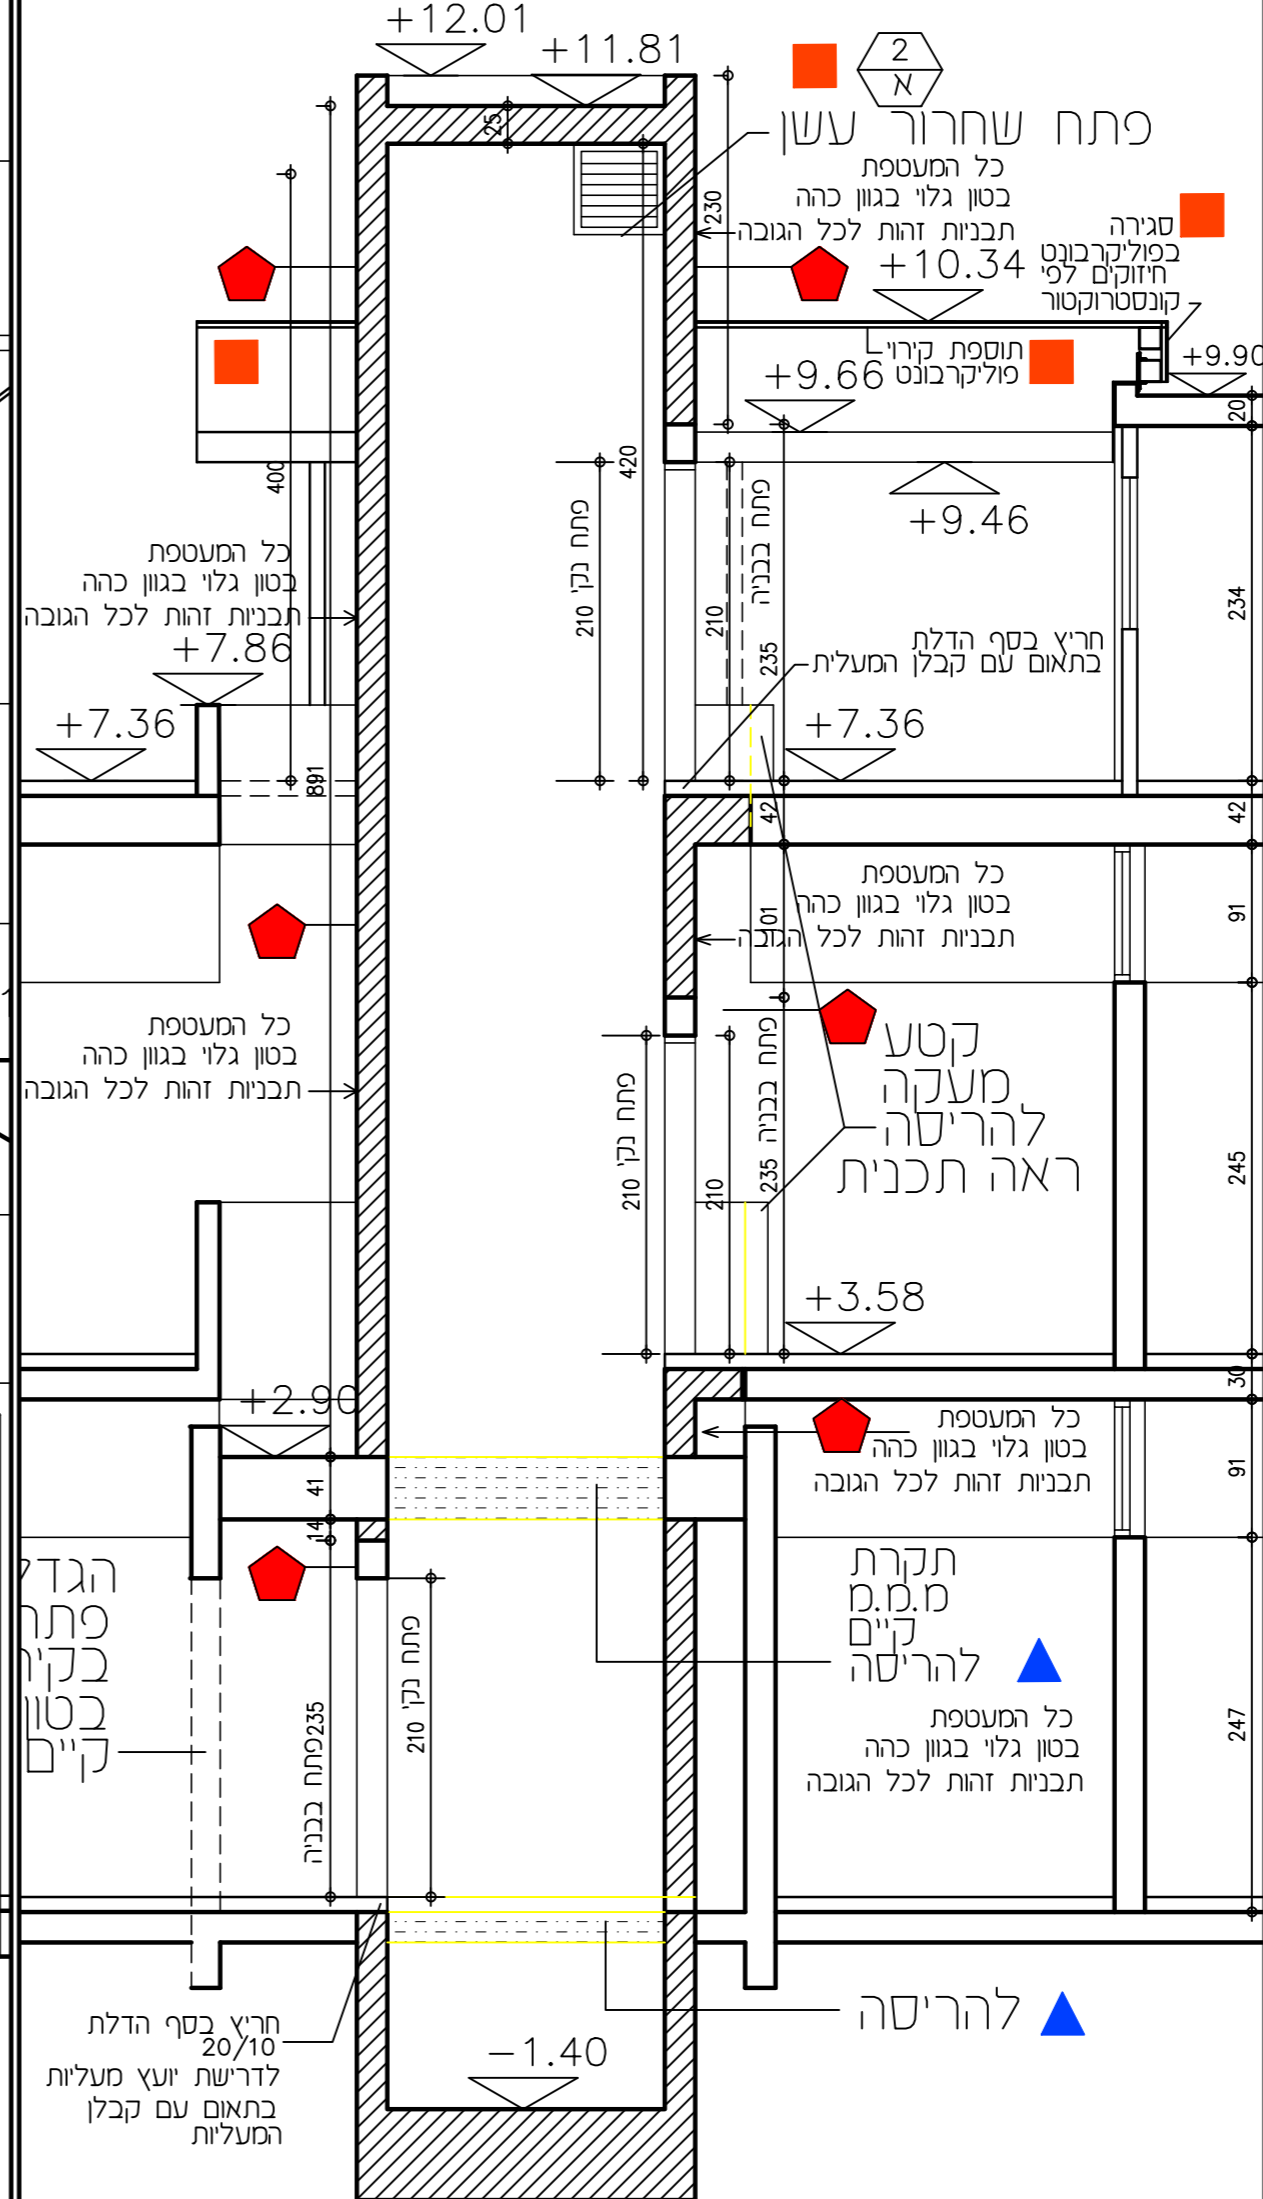 +12.01
+11.81
2
א
פתח שחרור עשן
25
230
כל המעטפת
בטון גלוי בגוון כהה
תבניות זהות לכל הגובה
סגירה
בפוליקרבונט
חיזוקים לפי
קונסטרוקטור
+10.34
תוספת קירוי
פוליקרבונט
+9.66
+9.90
20
400
420
+9.46
פתח נקי 210
210
פתח בבניה
235
234
כל המעטפת
בטון גלוי בגוון כהה
תבניות זהות לכל הגובה
חריץ בסף הדלת
בתאום עם קבלן המעלית
+7.86
+7.36
+7.36
891
42
42
כל המעטפת
בטון גלוי בגוון כהה
תבניות זהות לכל הגובה
101
91
כל המעטפת
בטון גלוי בגוון כהה
תבניות זהות לכל הגובה
קטע
מעקה
להריסה
ראה תכנית
פתח נקי 210
210
פתח בבניה 235
245
+3.58
30
+2.90
כל המעטפת
בטון גלוי בגוון כהה
תבניות זהות לכל הגובה
41
14
91
הגדל
פתח
בקיר
בטון
קיים
תקרת
מ.מ.מ
קיים
להריסה
פתח נקי 210
פתח בבניה235
247
כל המעטפת
בטון גלוי בגוון כהה
תבניות זהות לכל הגובה
להריסה
חריץ בסף הדלת
20/10
לדרישת יועץ מעליות
בתאום עם קבלן
המעליות
−1.40